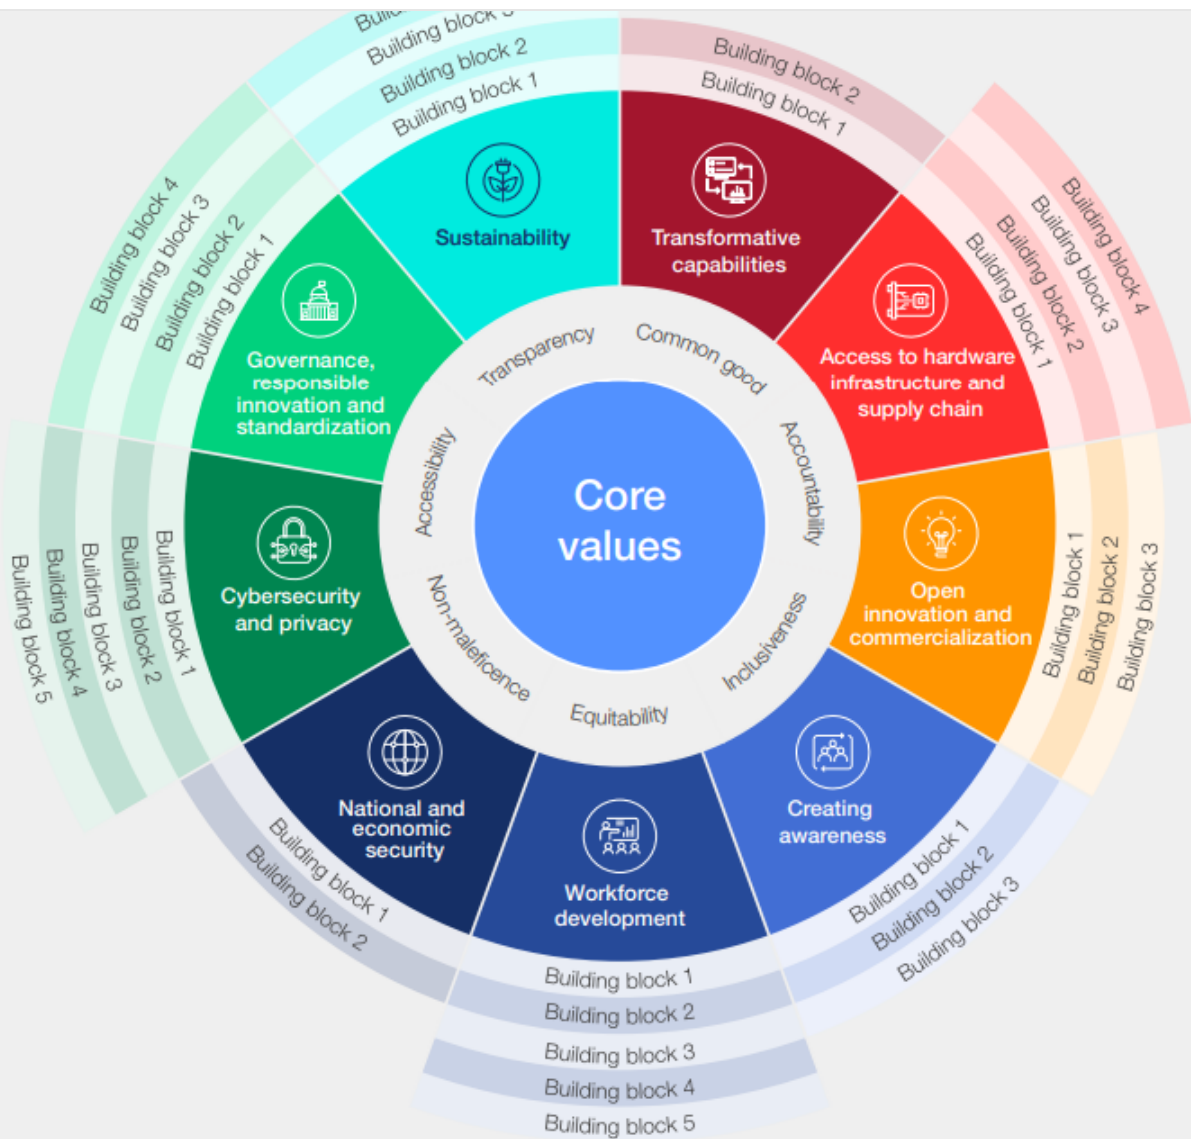 Core
values
Transparency
Common good
Accountability
Inclusiveness
Equitability
Non-maleficence
Accessibility
Transformative
capabilities
Building block 1
Building block 2
Access to hardware
infrastructure and
supply chain
Building block 1
Building block 2
Building block 3
Building block 4
Open
innovation and
commercialization
Building block 1
Building block 2
Building block 3
Creating
awareness
Building block 1
Building block 2
Building block 3
Workforce
development
Building block 1
Building block 2
Building block 3
Building block 4
Building block 5
National and
economic
security
Building block 1
Building block 2
Cybersecurity
and privacy
Building block 1
Building block 2
Building block 3
Building block 4
Building block 5
Governance,
responsible
innovation and
standardization
Building block 1
Building block 2
Building block 3
Building block 4
Sustainability
Building block 1
Building block 2
Building block 3